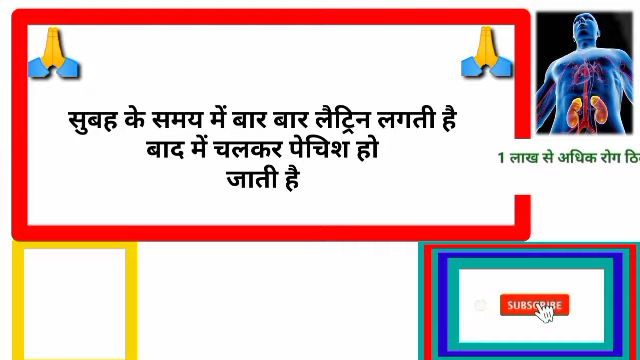 सुबह के समय में बार बार लैट्रिन लगती है
बाद में चलकर पेचिश हो
जाती है
1 लाख से अधिक रोग
SUBSCRIBE